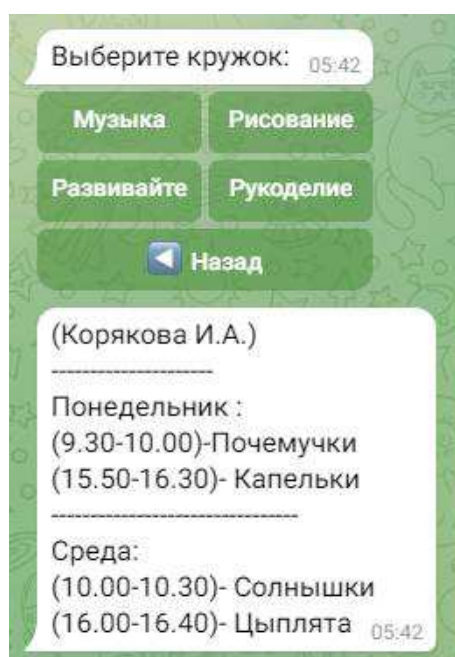 Выберите кружок: 05:42
Музыка Рисование
Развивайте Рукоделие
◀ Назад
(Корякова И.А.)
---------------------
Понедельник :
(9.30-10.00)-Почемучки
(15.50-16.30)- Капельки
--------------------------------
Среда:
(10.00-10.30)- Солнышки
(16.00-16.40)- Цыплята 05:42